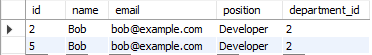 id name email position department_id
2 Bob bob@example.com Developer 2
5 Bob bob@example.com Developer 2